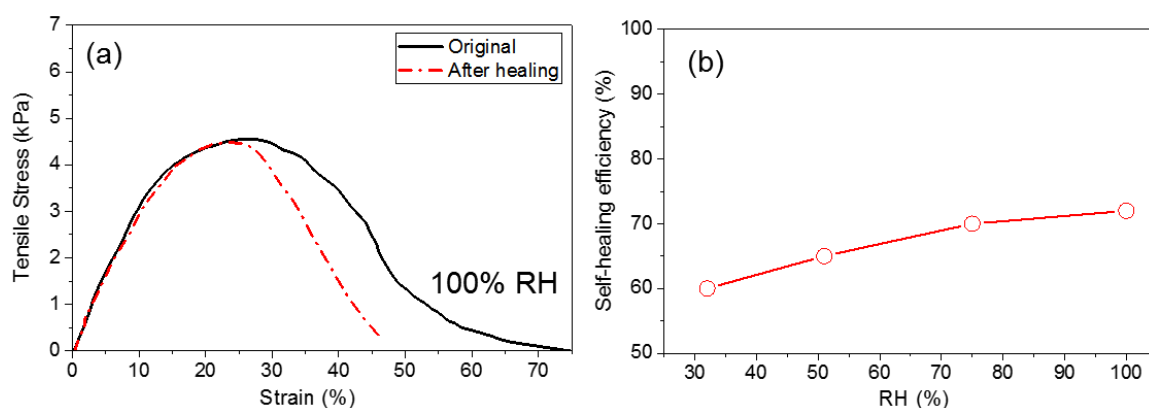 (a)
Original
After healing
100% RH
Tensile Stress (kPa)
7
6
5
4
3
2
1
0
0 10 20 30 40 50 60 70
Strain (%)
(b)
Self-healing efficiency (%)
100
90
80
70
60
50
30 40 50 60 70 80 90 100
RH (%)